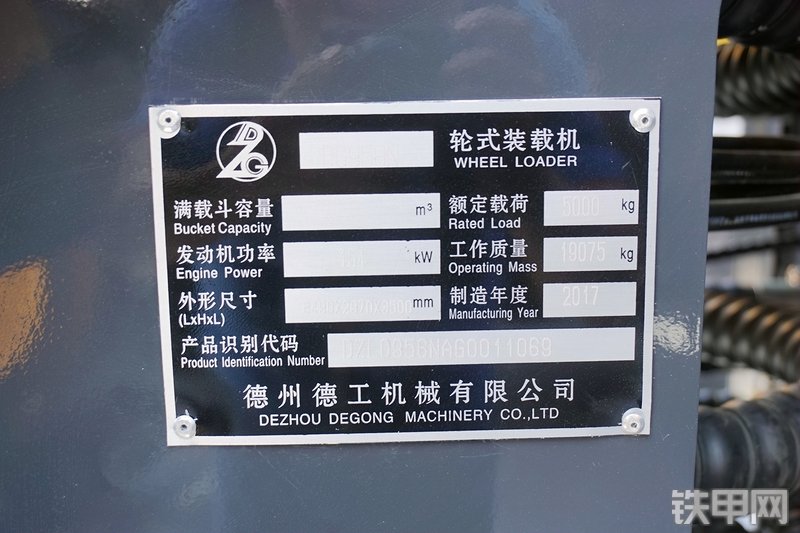 DZG
轮式装载机
WHEEL LOADER
满载斗容量 m³ 额定载荷 5000 kg
Bucket Capacity Rated Load
发动机功率 kW 工作质量 19075 kg
Engine Power Operating Mass
外形尺寸 mm 制造年度 2017
(LxHxL) Manufacturing Year
产品识别代码
Product Identification Number
德州德工机械有限公司
DEZHOU DEGONG MACHINERY CO.,LTD
铁甲网